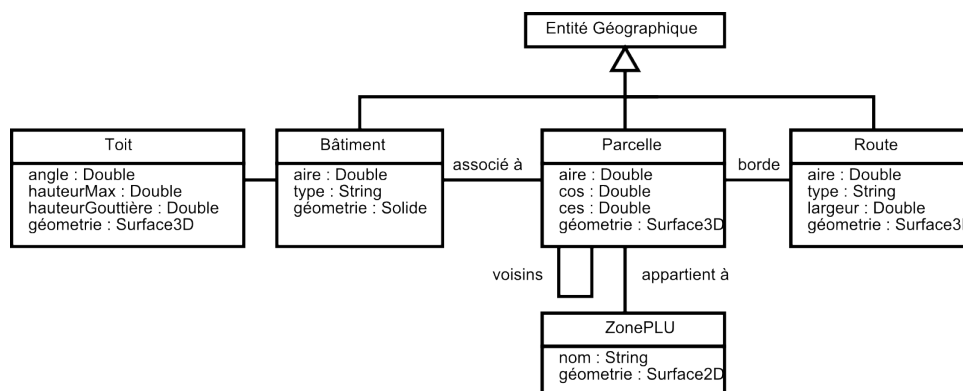 Entité Géographique
Toit
angle : Double
hauteurMax : Double
hauteurGouttière : Double
géometrie : Surface3D
Bâtiment
aire : Double
type : String
géometrie : Solide
associé à
Parcelle
aire : Double
cos : Double
ces : Double
géometrie : Surface3D
borde
Route
aire : Double
type : String
largeur : Double
géometrie : Surface3D
voisins
appartient à
ZonePLU
nom : String
géometrie : Surface2D